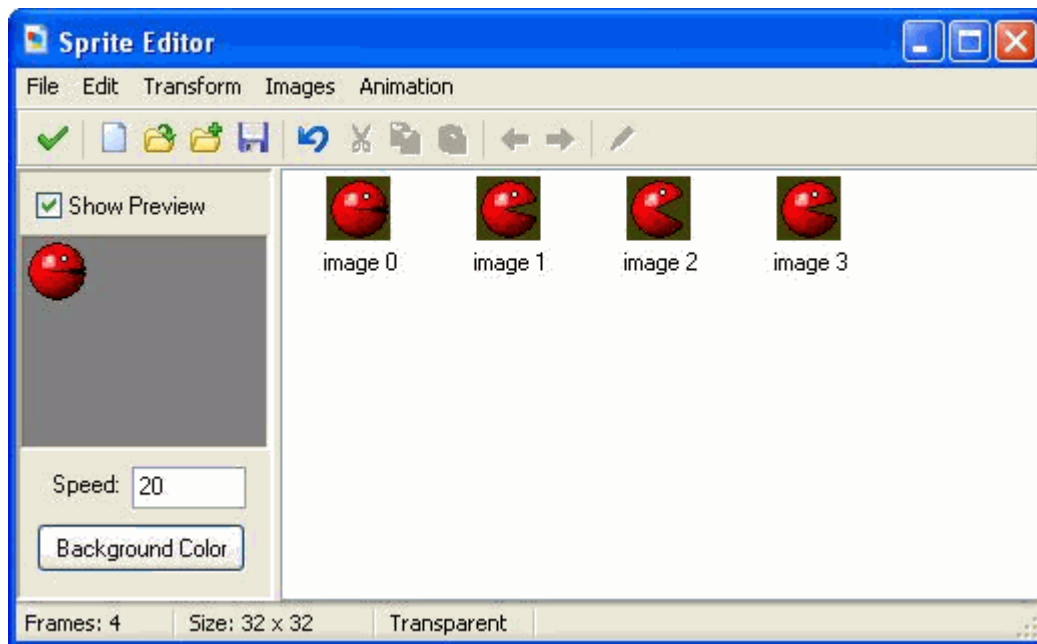 Sprite Editor
File Edit Transform Images Animation
Show Preview
image 0 image 1 image 2 image 3
Speed: 20
Background Color
Frames: 4 Size: 32 x 32 Transparent